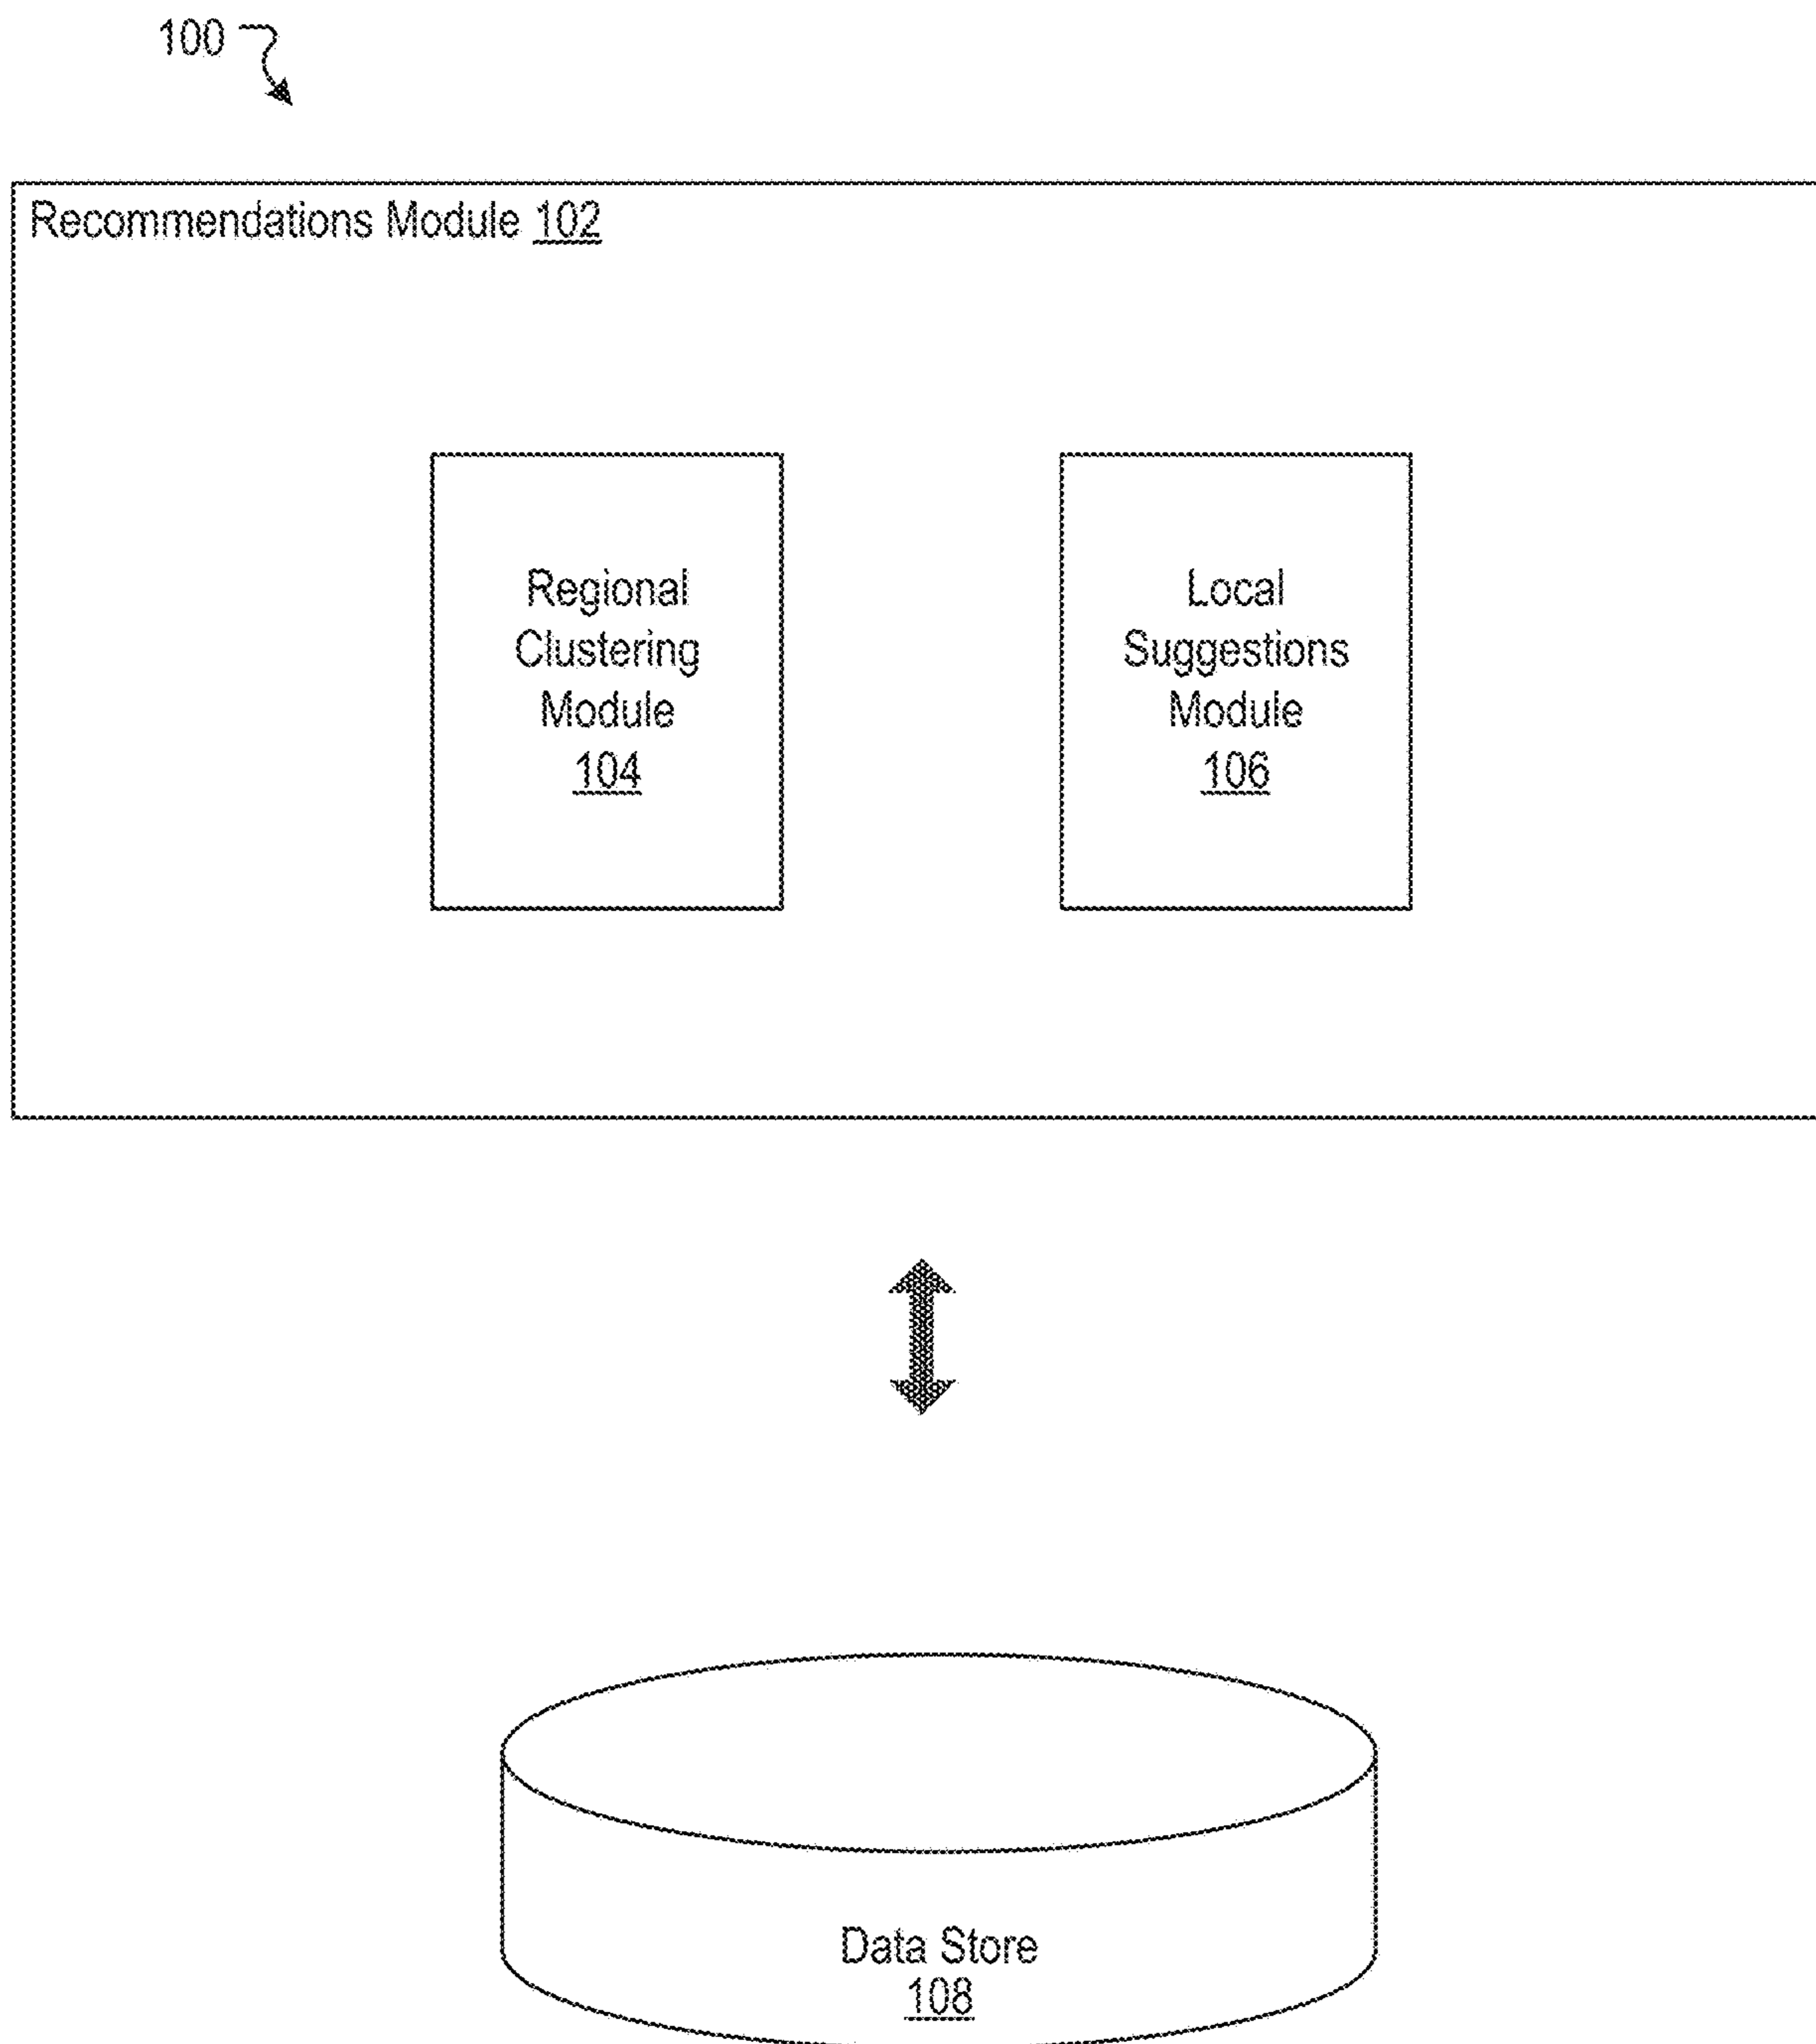 100
Recommendations Module 102
Regional
Clustering
Module
104
Local
Suggestions
Module
106
Data Store
108